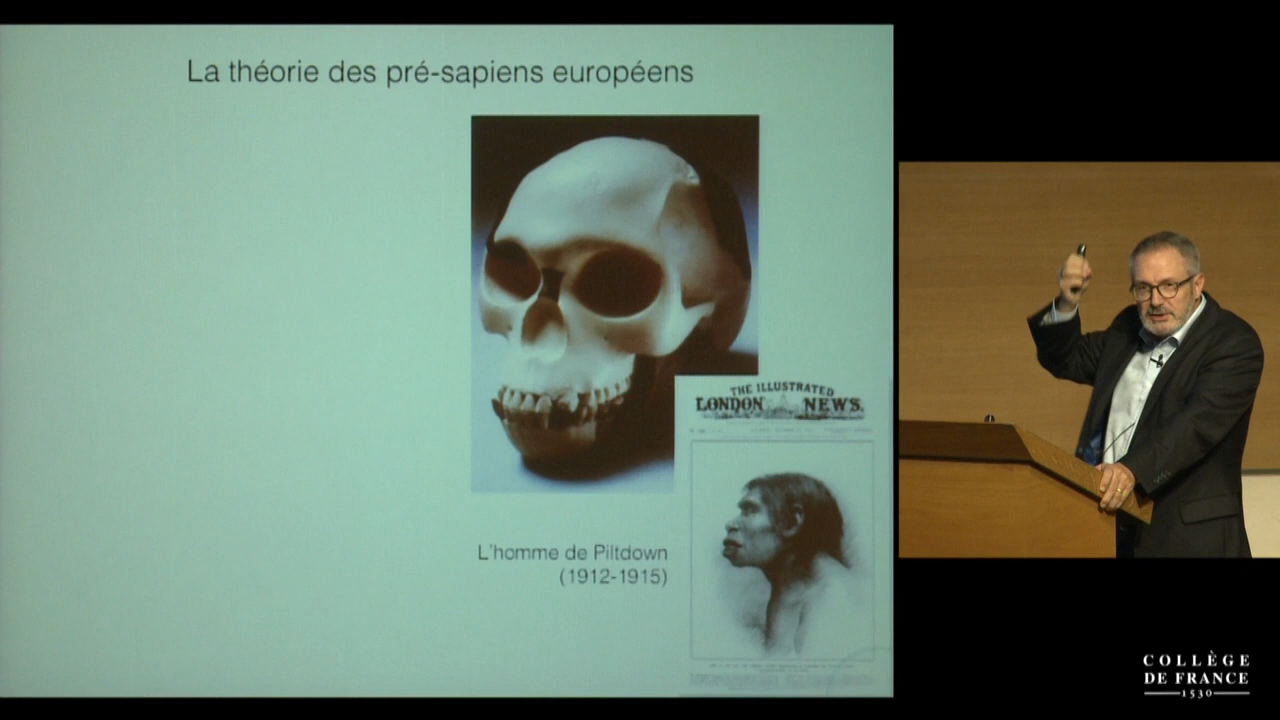 La théorie des pré-sapiens européens
THE ILLUSTRATED
LONDON NEWS.
L'homme de Piltdown
(1912-1915)
COLLÈGE
DE FRANCE
1530